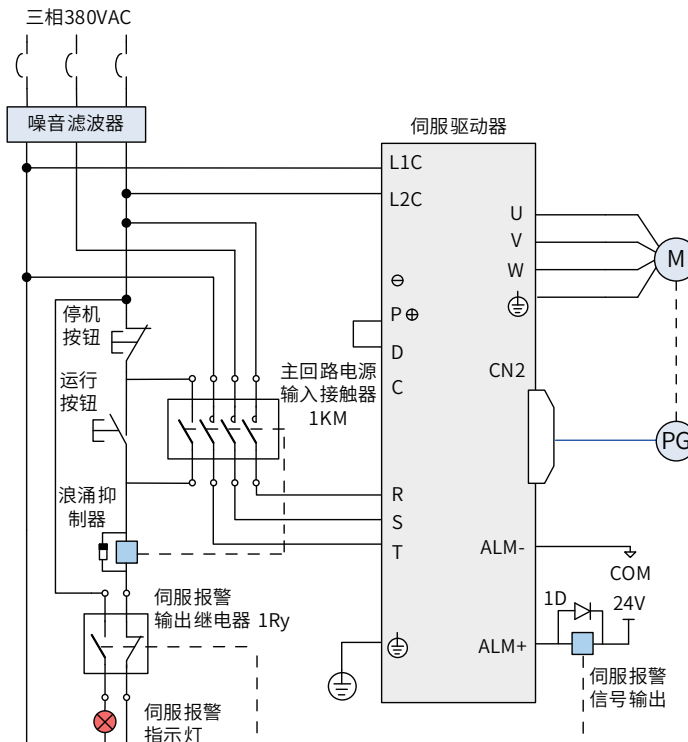 三相380VAC
噪音滤波器
伺服驱动器
L1C
L2C
U
V
W
M
⊖
P⊕
D
C
停机
按钮
运行
按钮
主回路电源
输入接触器
1KM
CN2
PG
浪涌抑
制器
R
S
T
ALM-
COM
1D
24V
ALM+
伺服报警
信号输出
伺服报警
输出继电器 1Ry
伺服报警
指示灯